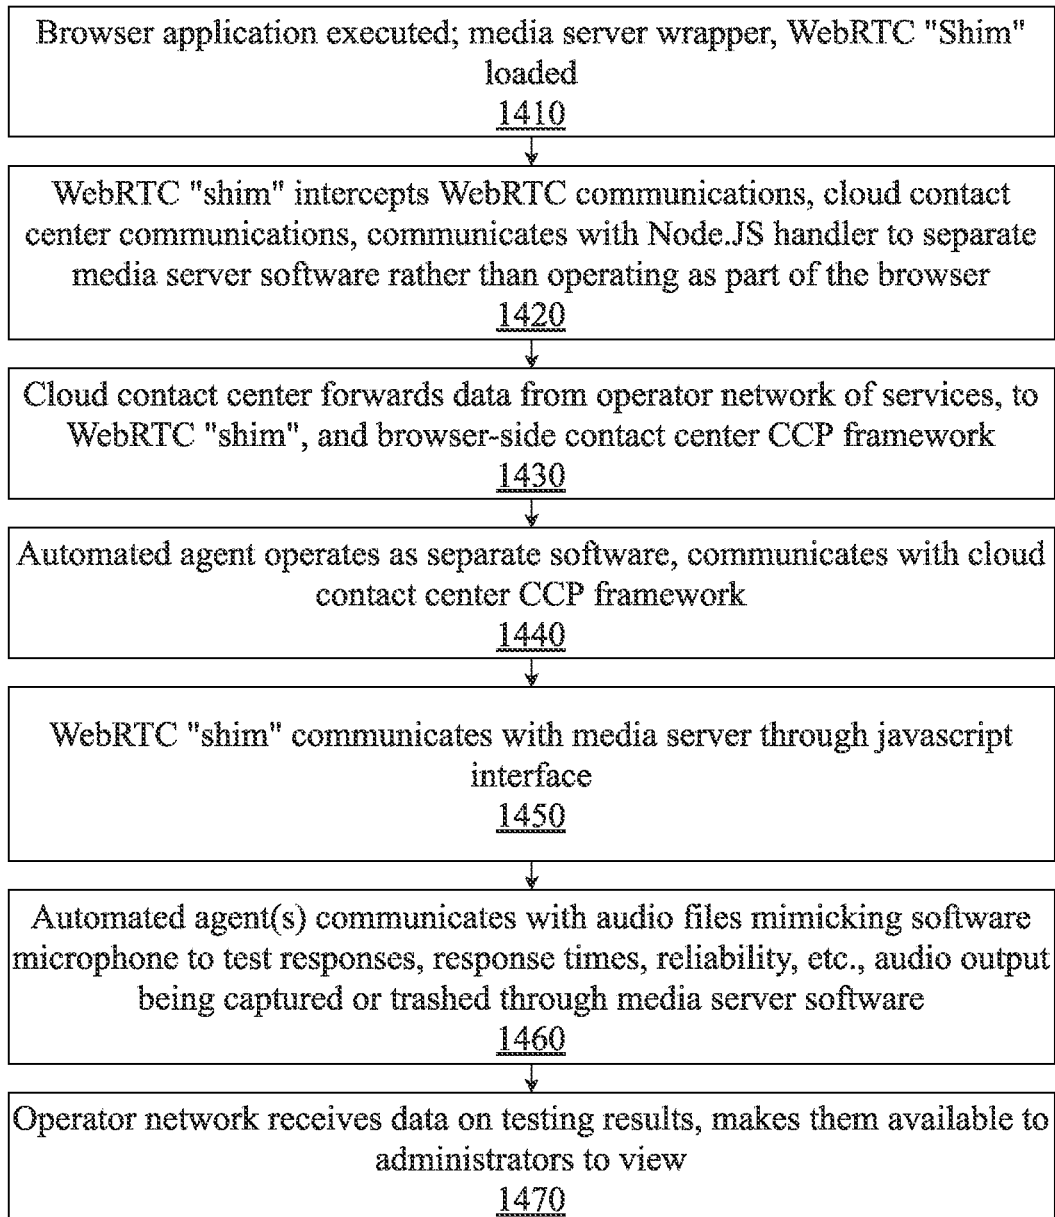 Browser application executed; media server wrapper, WebRTC "Shim"
loaded
1410
WebRTC "shim" intercepts WebRTC communications, cloud contact
center communications, communicates with Node.JS handler to separate
media server software rather than operating as part of the browser
1420
Cloud contact center forwards data from operator network of services, to
WebRTC "shim", and browser-side contact center CCP framework
1430
Automated agent operates as separate software, communicates with cloud
contact center CCP framework
1440
WebRTC "shim" communicates with media server through javascript
interface
1450
Automated agent(s) communicates with audio files mimicking software
microphone to test responses, response times, reliability, etc., audio output
being captured or trashed through media server software
1460
Operator network receives data on testing results, makes them available to
administrators to view
1470